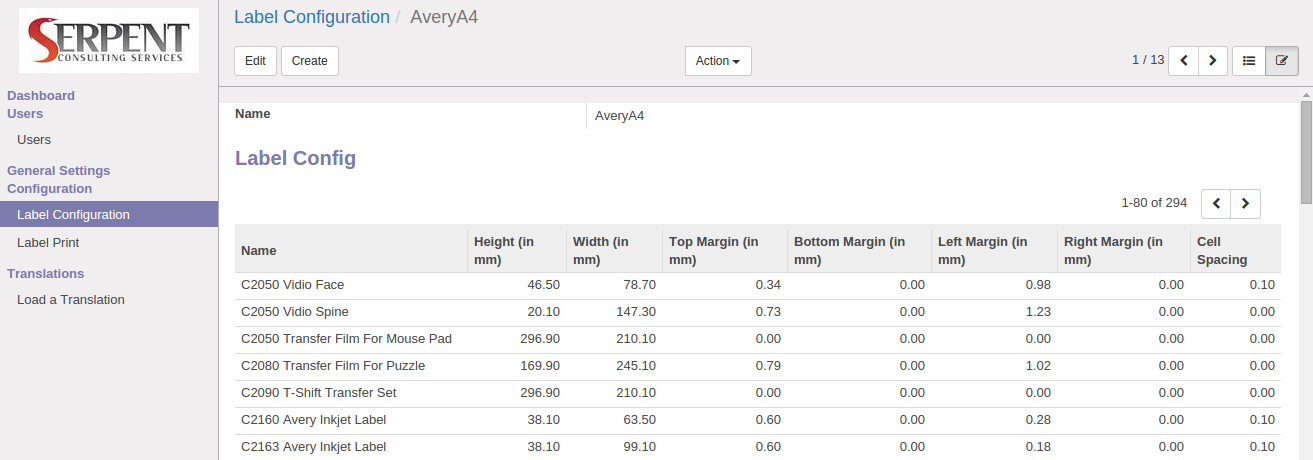 SERPENT
CONSULTING SERVICES
Dashboard
Users
Users
General Settings
Configuration
Label Configuration
Label Print
Translations
Load a Translation
Label Configuration / AveryA4
Edit Create Action 1 / 13
Name AveryA4
Label Config
1-80 of 294
Name Height (in mm) Width (in mm) Top Margin (in mm) Bottom Margin (in mm) Left Margin (in mm) Right Margin (in mm) Cell Spacing
C2050 Vidio Face 46.50 78.70 0.34 0.00 0.98 0.00 0.10
C2050 Vidio Spine 20.10 147.30 0.73 0.00 1.23 0.00 0.00
C2050 Transfer Film For Mouse Pad 296.90 210.10 0.00 0.00 0.00 0.00 0.00
C2080 Transfer Film For Puzzle 169.90 245.10 0.79 0.00 1.02 0.00 0.00
C2090 T-Shift Transfer Set 296.90 210.10 0.00 0.00 0.00 0.00 0.00
C2160 Avery Inkjet Label 38.10 63.50 0.60 0.00 0.28 0.00 0.10
C2163 Avery Inkjet Label 38.10 99.10 0.60 0.00 0.18 0.00 0.10